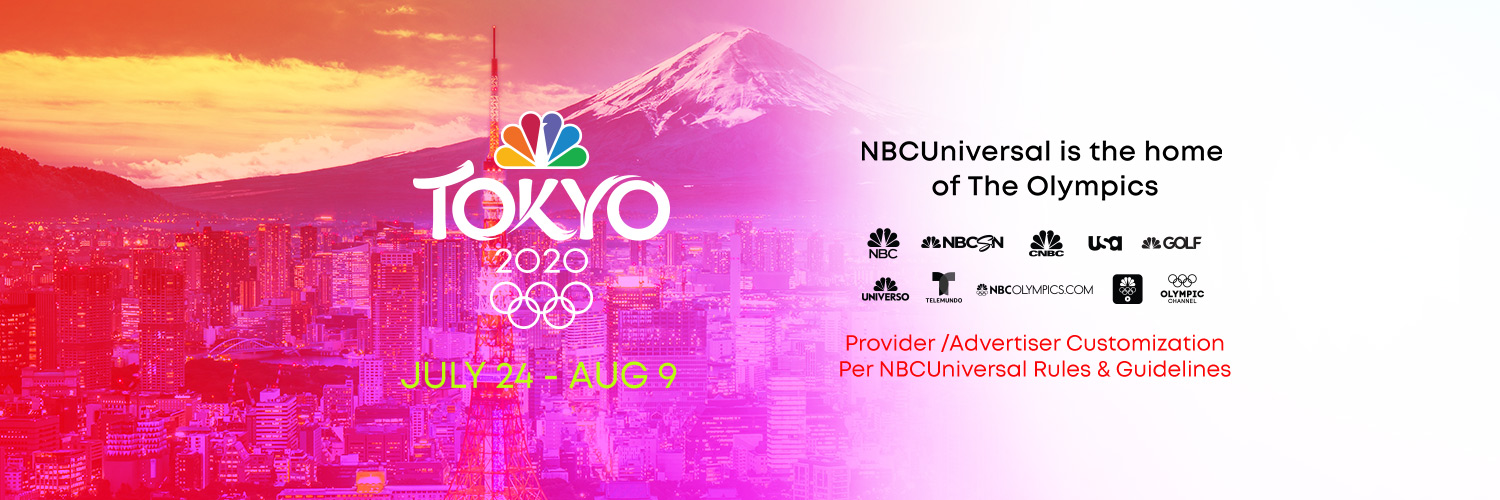 TOKYO
2020
JULY 24 - AUG 9
NBCUniversal is the home
of The Olympics
NBC
NBCSN
CNBC
USA
GOLF
UNIVERSO
TELEMUNDO
NBCOLYMPICS.COM
OLYMPIC
CHANNEL
Provider /Advertiser Customization
Per NBCUniversal Rules & Guidelines